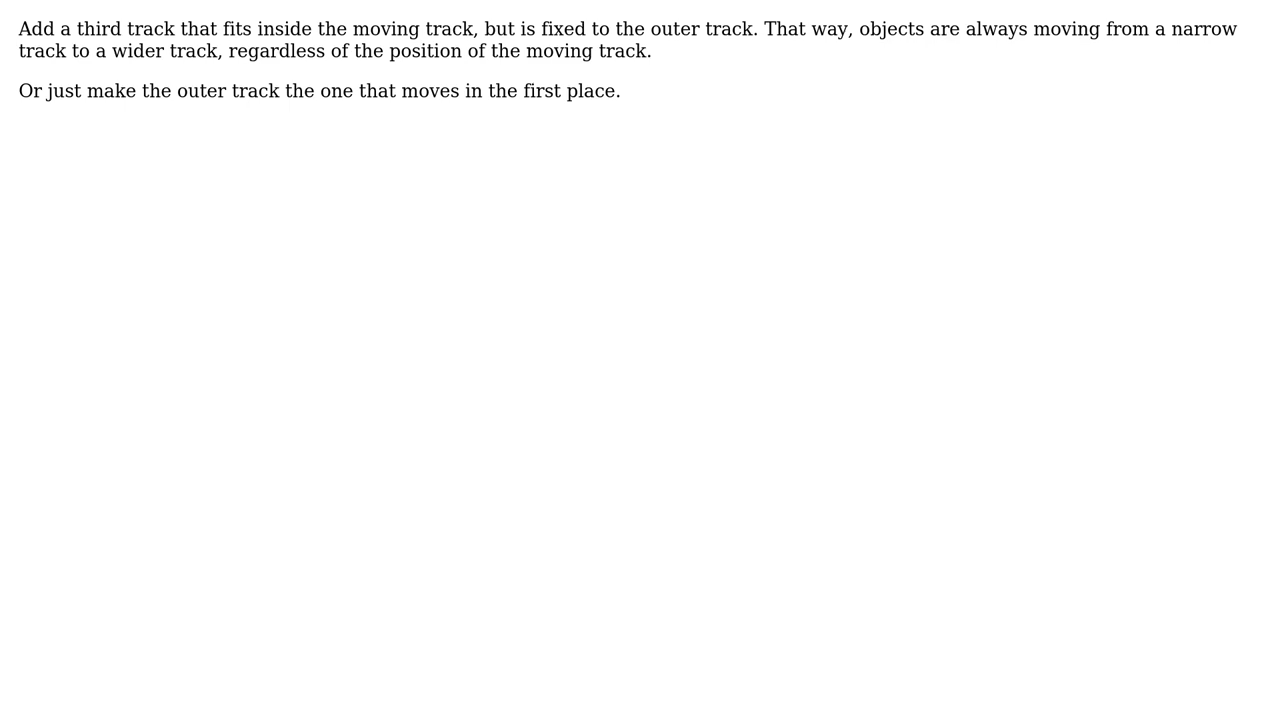 Add a third track that fits inside the moving track, but is fixed to the outer track. That way, objects are always moving from a narrow
track to a wider track, regardless of the position of the moving track.
Or just make the outer track the one that moves in the first place.